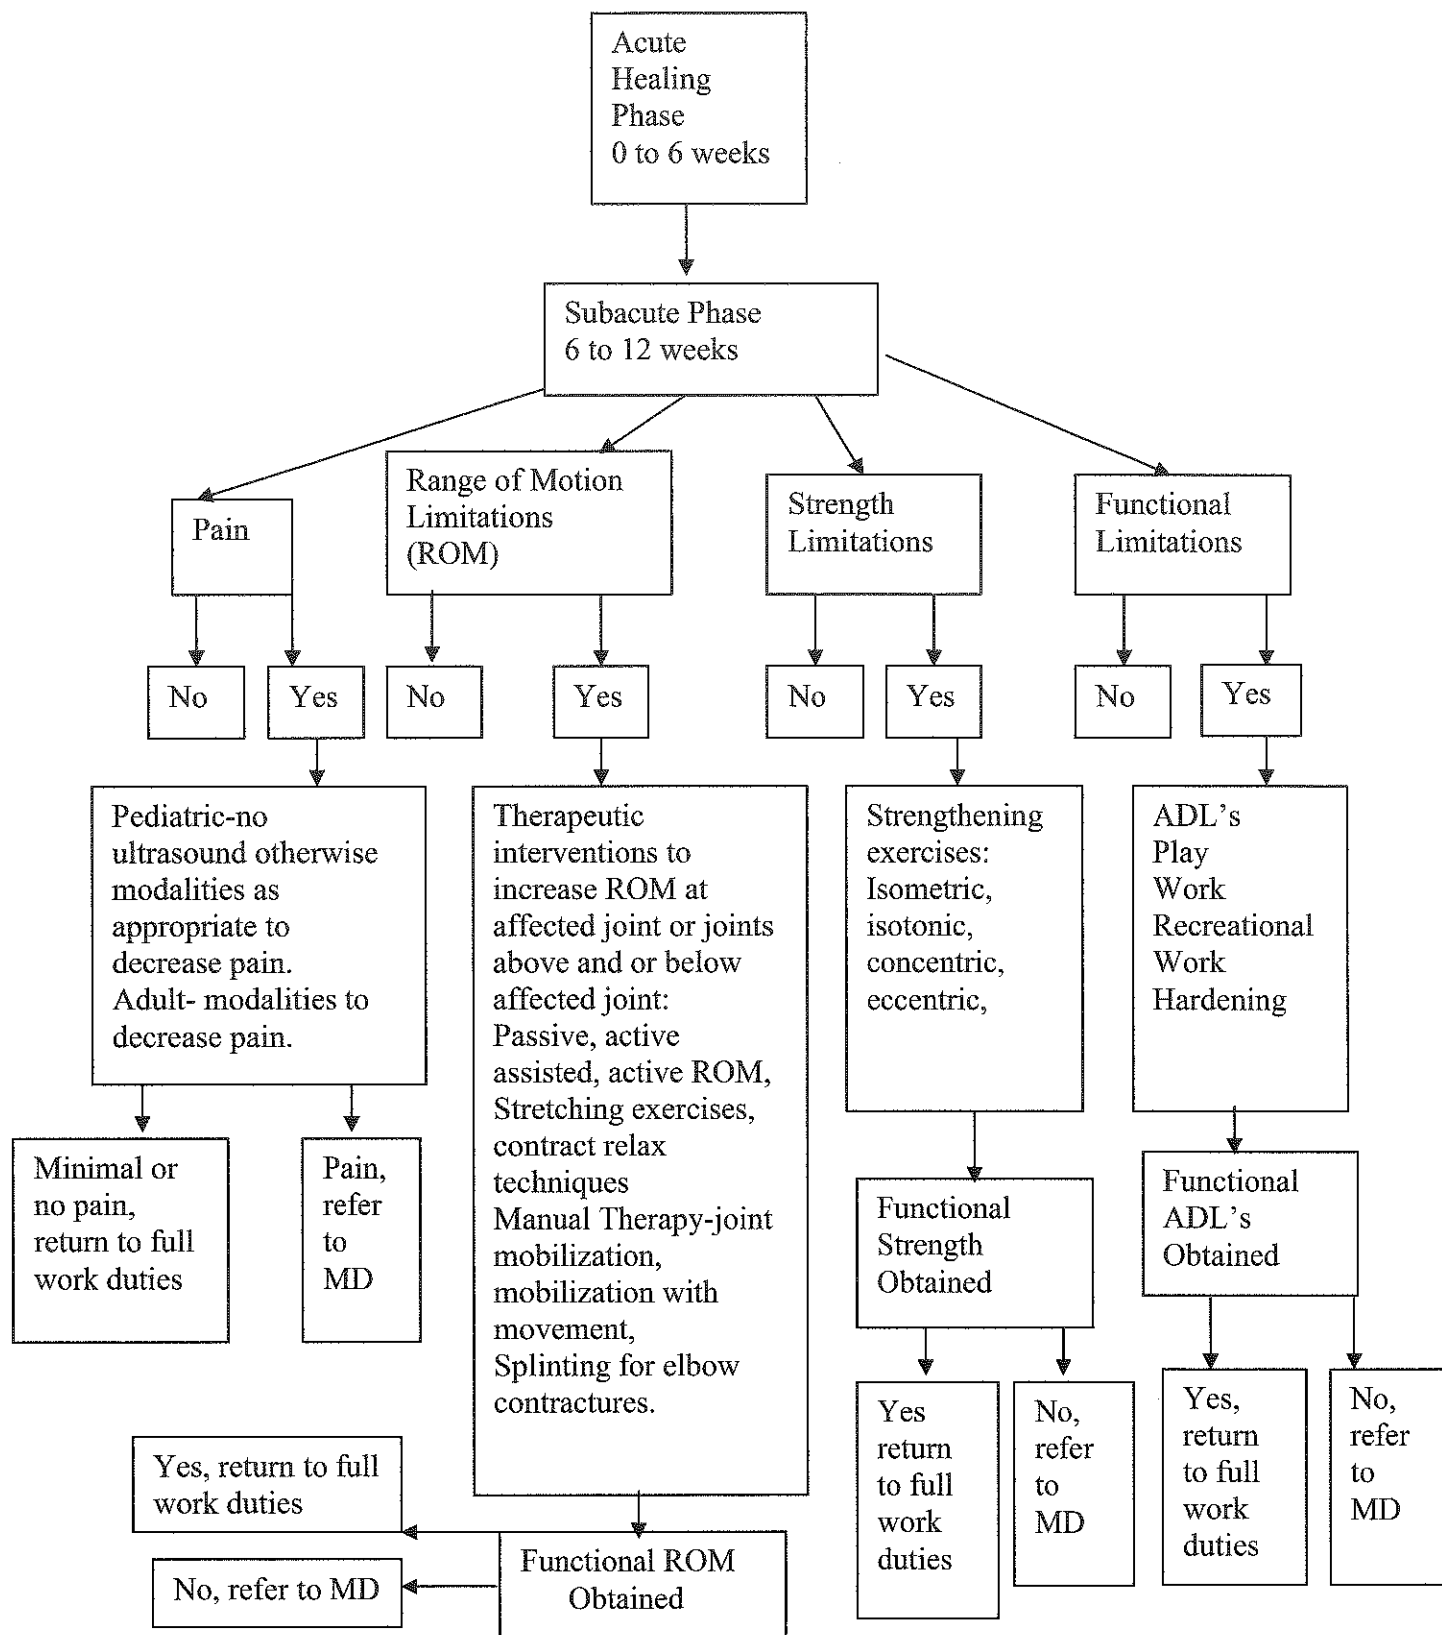 Acute
Healing
Phase
0 to 6 weeks
Subacute Phase
6 to 12 weeks
Pain
Range of Motion
Limitations
(ROM)
Strength
Limitations
Functional
Limitations
No
Yes
No
Yes
No
Yes
No
Yes
Pediatric-no
ultrasound otherwise
modalities as
appropriate to
decrease pain.
Adult- modalities to
decrease pain.
Therapeutic
interventions to
increase ROM at
affected joint or joints
above and or below
affected joint:
Passive, active
assisted, active ROM,
Stretching exercises,
contract relax
techniques
Manual Therapy-joint
mobilization,
mobilization with
movement,
Splinting for elbow
contractures.
Strengthening
exercises:
Isometric,
isotonic,
concentric,
eccentric,
ADL's
Play
Work
Recreational
Work
Hardening
Minimal or
no pain,
return to full
work duties
Pain,
refer
to
MD
Functional
Strength
Obtained
Functional
ADL's
Obtained
Yes
return
to full
work
duties
No,
refer
to
MD
Yes,
return
to full
work
duties
No,
refer
to
MD
Yes, return to full
work duties
No, refer to MD
Functional ROM
Obtained